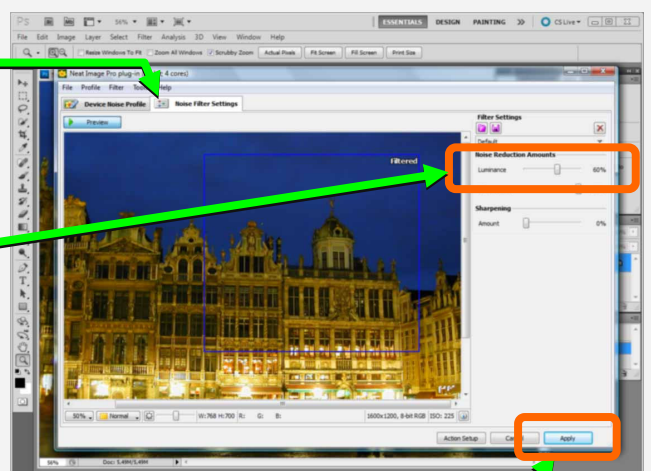 Ps 56% ESSENTIALS DESIGN PAINTING CS Live
File Edit Image Layer Select Filter Analysis 3D View Window Help
Resize Windows To Fit Zoom All Windows Scrubby Zoom Actual Pixels Fit Screen Fill Screen Print Size
Neat Image Pro plug-in 4 cores)
File Profile Filter Tools Help
Device Noise Profile Noise Filter Settings
Preview
Filtered
Filter Settings
Default
Noise Reduction Amounts
Luminance 60%
Sharpening
Amount 0%
50% Normal W:768 H:700 R: G: B: 1600x1200, 8-bit RGB ISO: 225
Action Setup Apply
56% Doc: 5.49M/5.49M